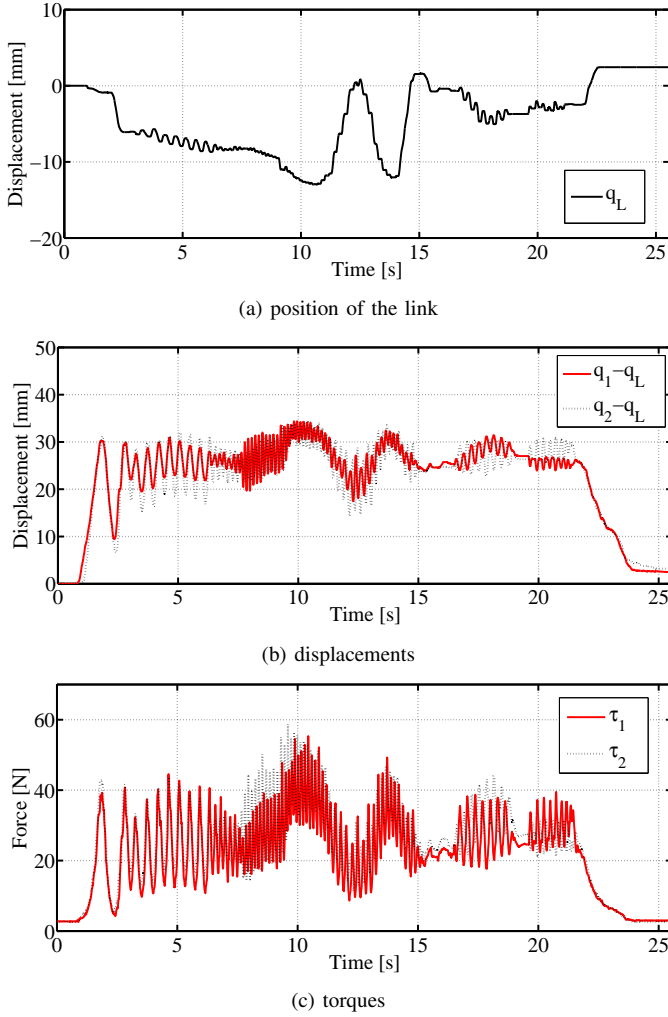 10
0
−10
−20
Displacement [mm]
q_L
0 5 10 15 20 25
Time [s]
(a) position of the link
50
40
30
20
10
0
Displacement [mm]
q_1−q_L
q_2−q_L
0 5 10 15 20 25
Time [s]
(b) displacements
60
40
20
0
Force [N]
τ_1
τ_2
0 5 10 15 20 25
Time [s]
(c) torques